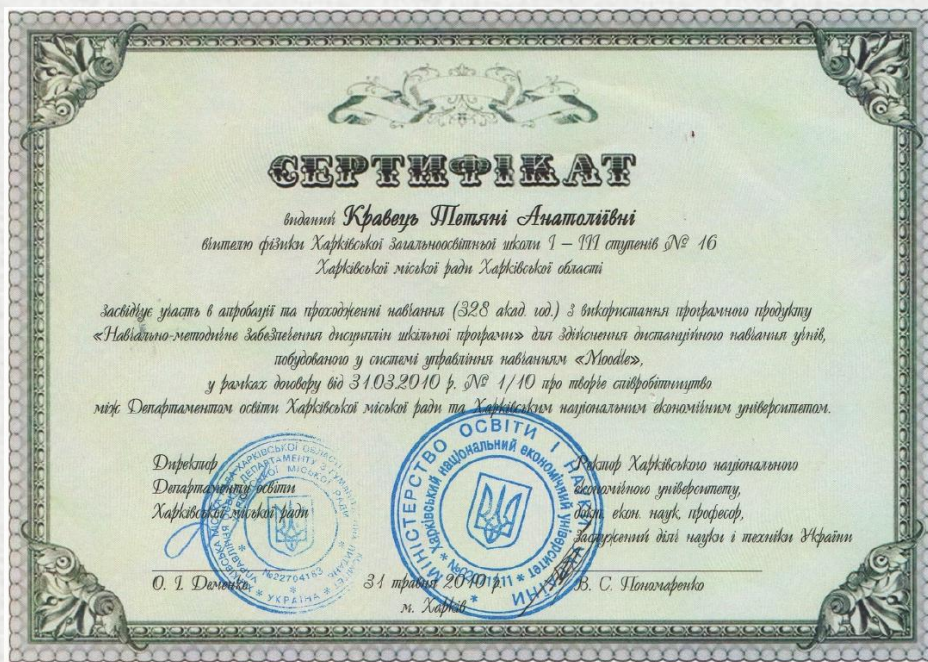 СЕРТИФІКАТ
виданий Кравець Тетяні Анатоліївні
вчителю фізики Харківської загальноосвітньої школи І – ІІІ ступенів № 16
Харківської міської ради Харківської області
засвідчує участь в апробації та проходженні навчання (328 акад. год.) з використання програмного продукту
«Навчально-методичне забезпечення дисциплін шкільної програми» для здійснення дистанційного навчання учнів,
побудованого у системі управління навчанням «Moodle»,
у рамках договору від 31.03.2010 р. № 1/10 про творче співробітництво
між Департаментом освіти Харківської міської ради та Харківським національним економічним університетом.
Директор
Департаменту освіти
Харківської міської ради
Ректор Харківського національного
економічного університету,
докт. екон. наук, професор,
Заслужений діяч науки і техніки України
МІНІСТЕРСТВО ОСВІТИ І НАУКИ
Харківський національний економічний університет
УКРАЇНА
№22704183
О. І. Деменко
31 травня 2010 р.
В. С. Пономаренко
м. Харків